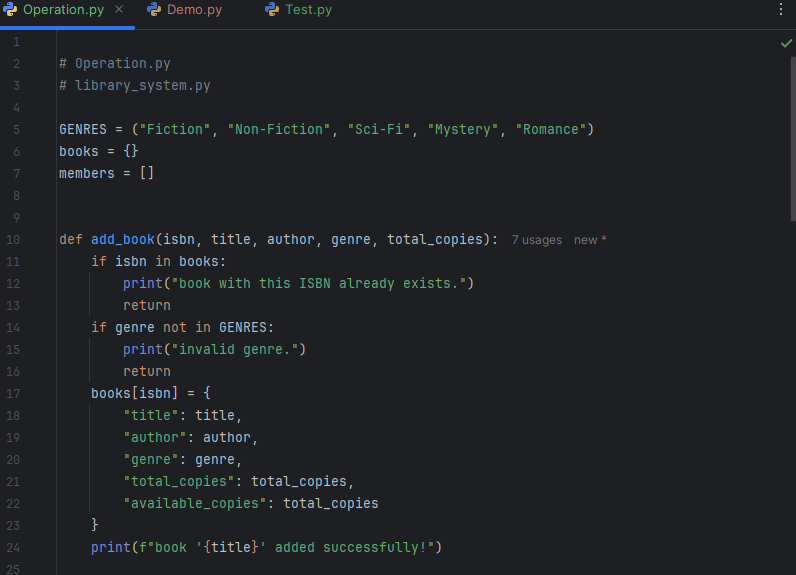 Operation.py × Demo.py Test.py
1
2 # Operation.py
3 # library_system.py
4
5 GENRES = ("Fiction", "Non-Fiction", "Sci-Fi", "Mystery", "Romance")
6 books = {}
7 members = []
8
9
10 def add_book(isbn, title, author, genre, total_copies): 7 usages new *
11     if isbn in books:
12         print("book with this ISBN already exists.")
13         return
14     if genre not in GENRES:
15         print("invalid genre.")
16         return
17     books[isbn] = {
18         "title": title,
19         "author": author,
20         "genre": genre,
21         "total_copies": total_copies,
22         "available_copies": total_copies
23     }
24     print(f"book '{title}' added successfully!")
25